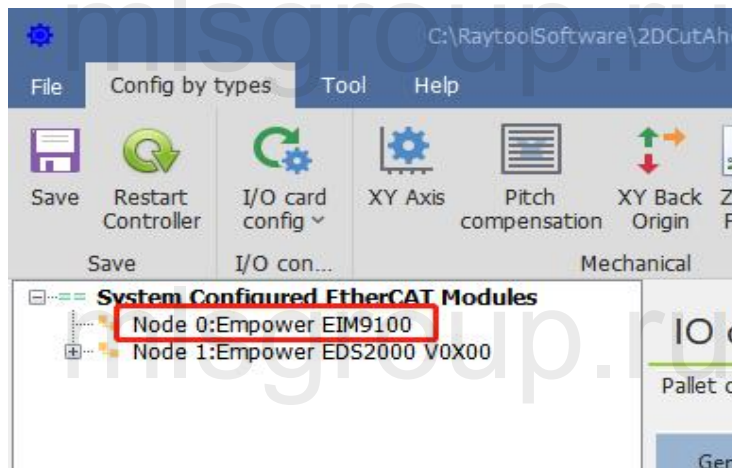 C:\RaytoolSoftware\2DCutAh
File Config by types Tool Help
Save Restart Controller I/O card config XY Axis Pitch compensation XY Back Origin
Save I/O con... Mechanical
System Configured EtherCAT Modules
Node 0:Empower EIM9100
Node 1:Empower EDS2000 V0X00
IO
Pallet
mlsgroup.ru
mlsgroup.ru